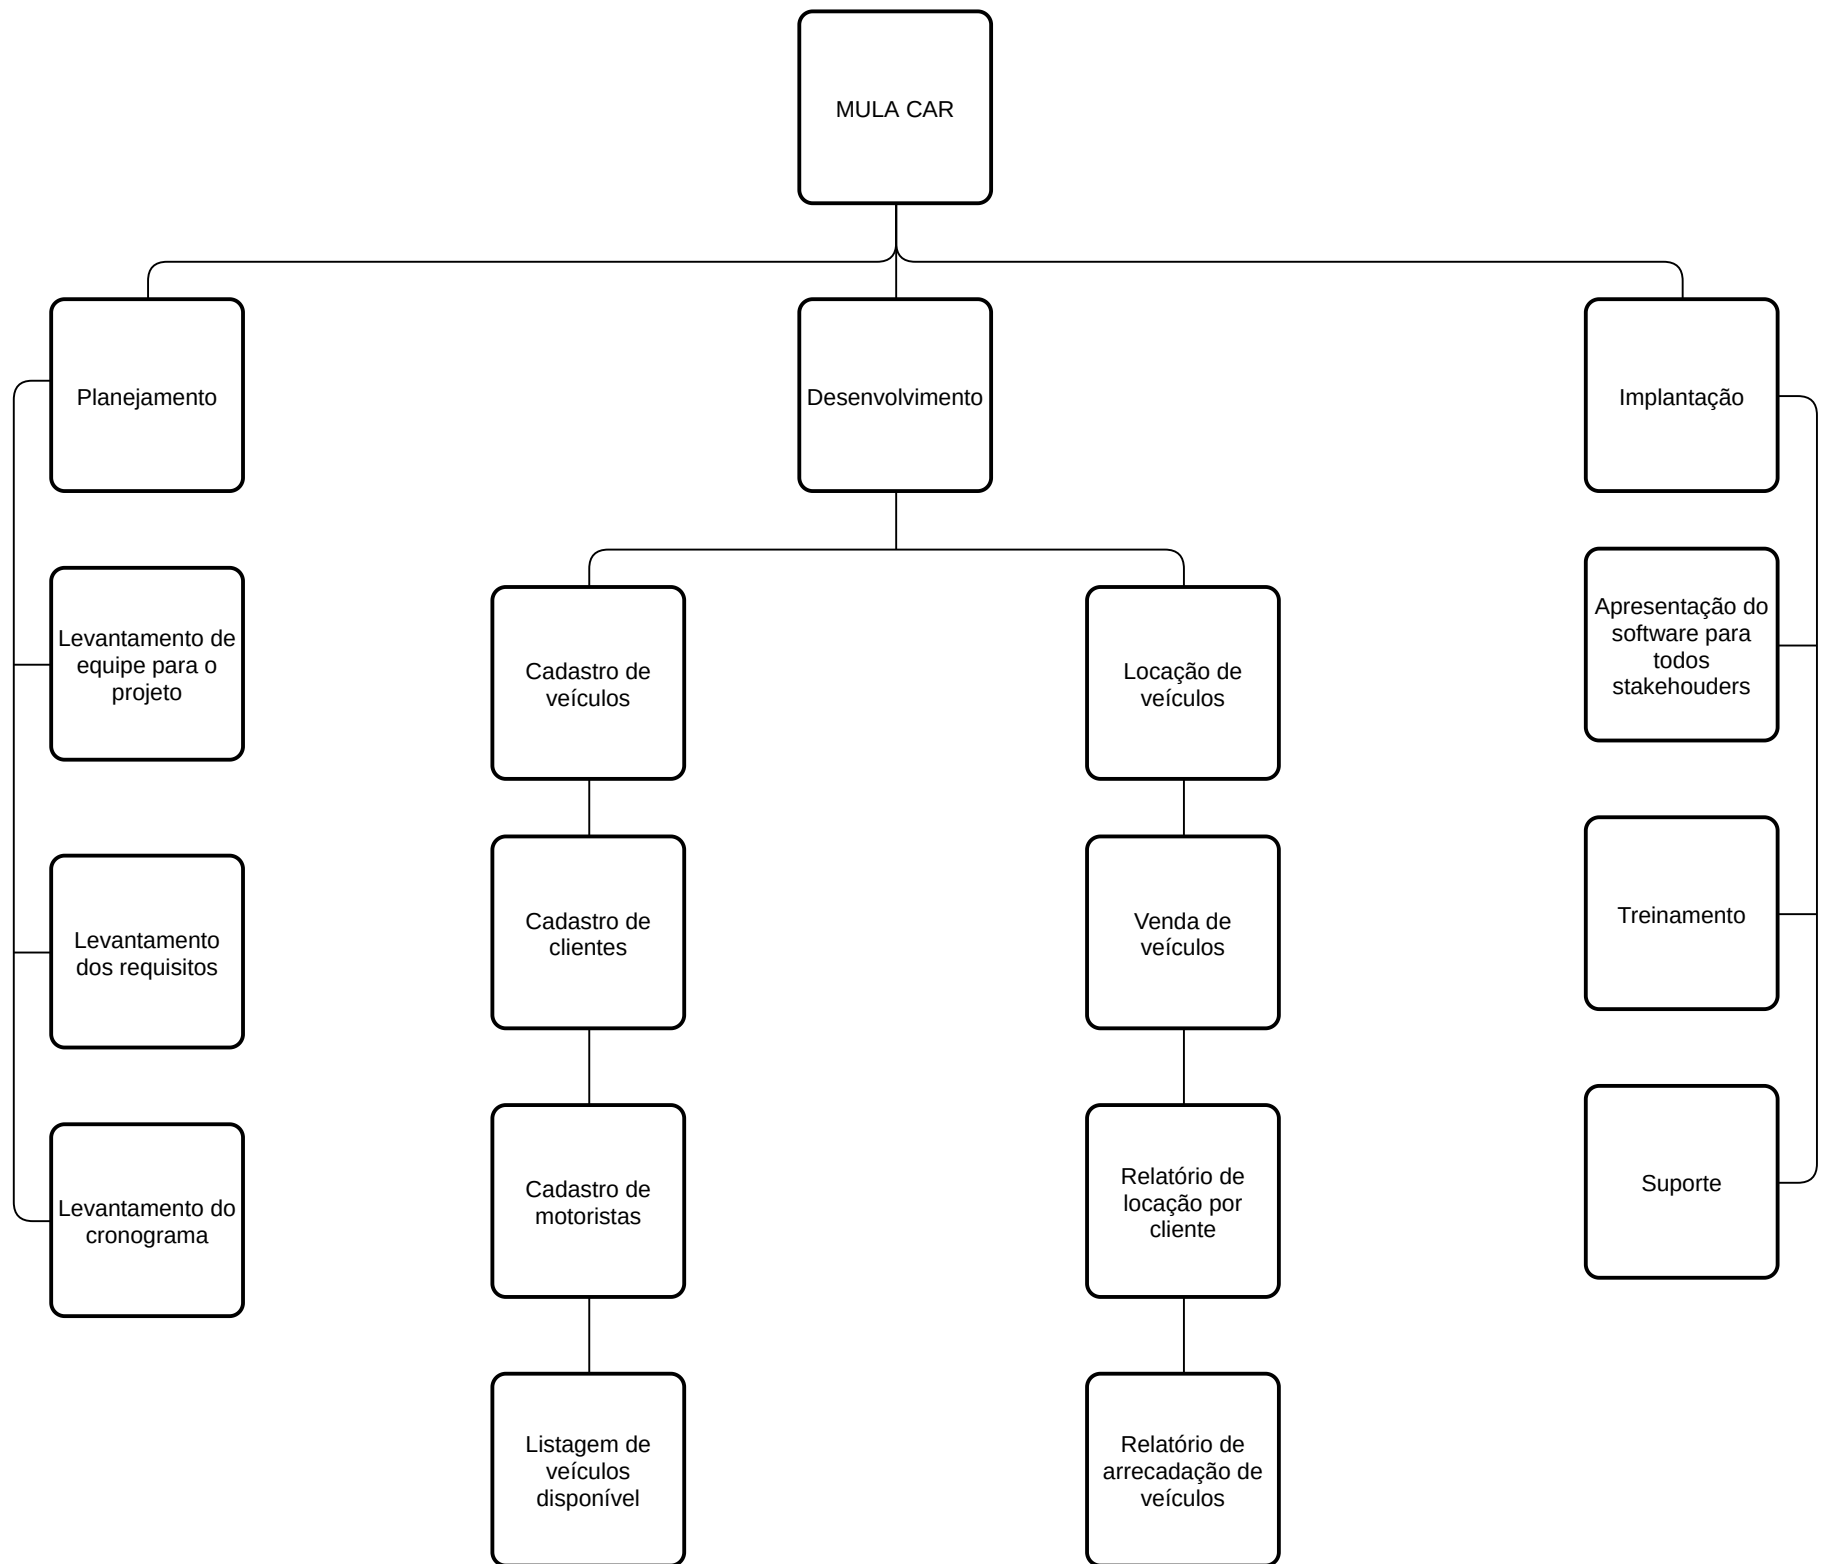 MULA CAR
Planejamento
Desenvolvimento
Implantação
Levantamento de
equipe para o
projeto
Levantamento
dos requisitos
Levantamento do
cronograma
Cadastro de
veículos
Cadastro de
clientes
Cadastro de
motoristas
Listagem de
veículos
disponível
Locação de
veículos
Venda de
veículos
Relatório de
locação por
cliente
Relatório de
arrecadação de
veículos
Apresentação do
software para
todos
stakehouders
Treinamento
Suporte